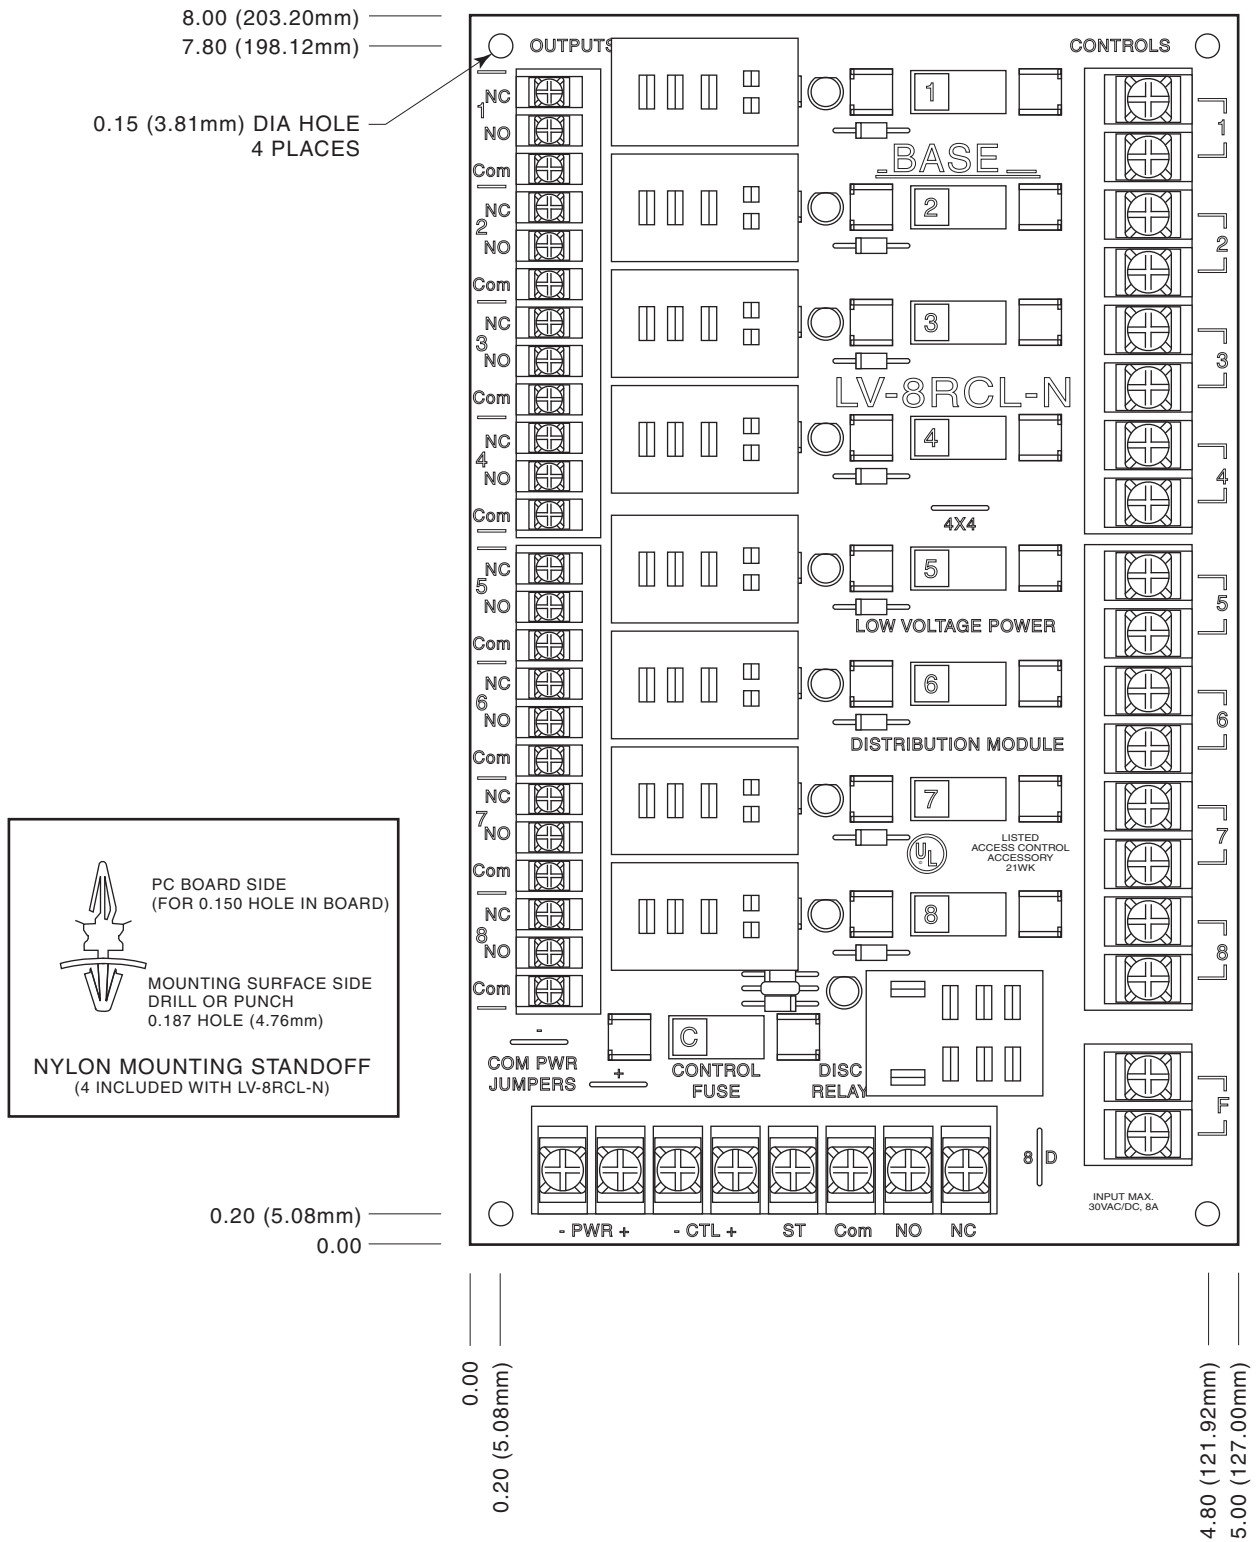 8.00 (203.20mm)
7.80 (198.12mm)
0.15 (3.81mm) DIA HOLE
4 PLACES
OUTPUTS
CONTROLS
NC
1
NO
Com
NC
2
NO
Com
NC
3
NO
Com
NC
4
NO
Com
NC
5
NO
Com
NC
6
NO
Com
NC
7
NO
Com
NC
8
NO
Com
1
BASE
2
3
LV-8RCL-N
4
4X4
5
LOW VOLTAGE POWER
6
DISTRIBUTION MODULE
7
UL
LISTED
ACCESS CONTROL
ACCESSORY
21WK
8
1
2
3
4
5
6
7
8
F
-
COM PWR
JUMPERS
+
C
CONTROL
FUSE
DISC
RELAY
8 D
INPUT MAX.
30VAC/DC, 8A
- PWR + - CTL + ST Com NO NC
PC BOARD SIDE
(FOR 0.150 HOLE IN BOARD)
MOUNTING SURFACE SIDE
DRILL OR PUNCH
0.187 HOLE (4.76mm)
NYLON MOUNTING STANDOFF
(4 INCLUDED WITH LV-8RCL-N)
0.20 (5.08mm)
0.00
0.00
0.20 (5.08mm)
4.80 (121.92mm)
5.00 (127.00mm)